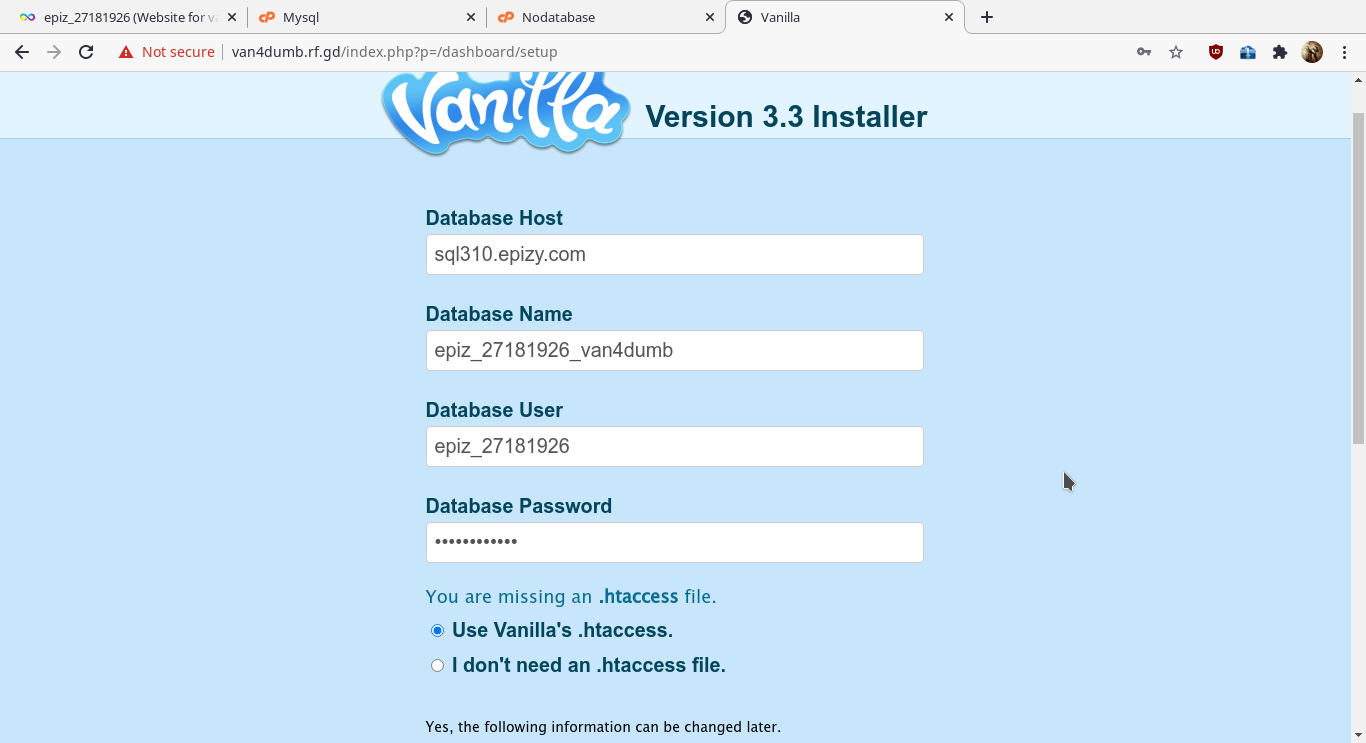 epiz_27181926 (Website for va
Mysql
Nodatabase
Vanilla
Not secure
van4dumb.rf.gd/index.php?p=/dashboard/setup
Vanilla
Version 3.3 Installer
Database Host
sql310.epizy.com
Database Name
epiz_27181926_van4dumb
Database User
epiz_27181926
Database Password
••••••••••••
You are missing an .htaccess file.
Use Vanilla's .htaccess.
I don't need an .htaccess file.
Yes, the following information can be changed later.